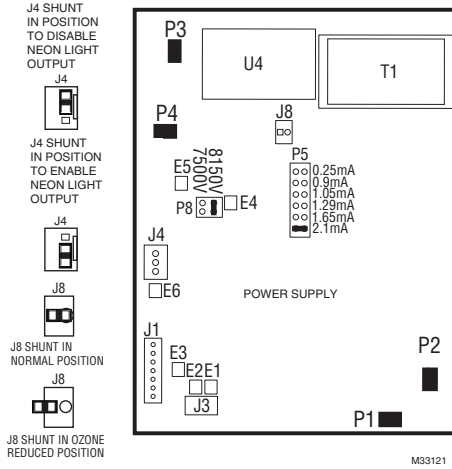 J4 SHUNT
IN POSITION
TO DISABLE
NEON LIGHT
OUTPUT
J4
J4 SHUNT
IN POSITION
TO ENABLE
NEON LIGHT
OUTPUT
J4
J8
J8 SHUNT IN
NORMAL POSITION
J8
J8 SHUNT IN OZONE
REDUCED POSITION
P3
U4
T1
P4
J8
P5
0.25mA
0.9mA
1.05mA
1.29mA
1.65mA
2.1mA
8150V
7500V
E5
P8
E4
J4
E6
POWER SUPPLY
J1
E3
E2
E1
J3
P2
P1
M33121